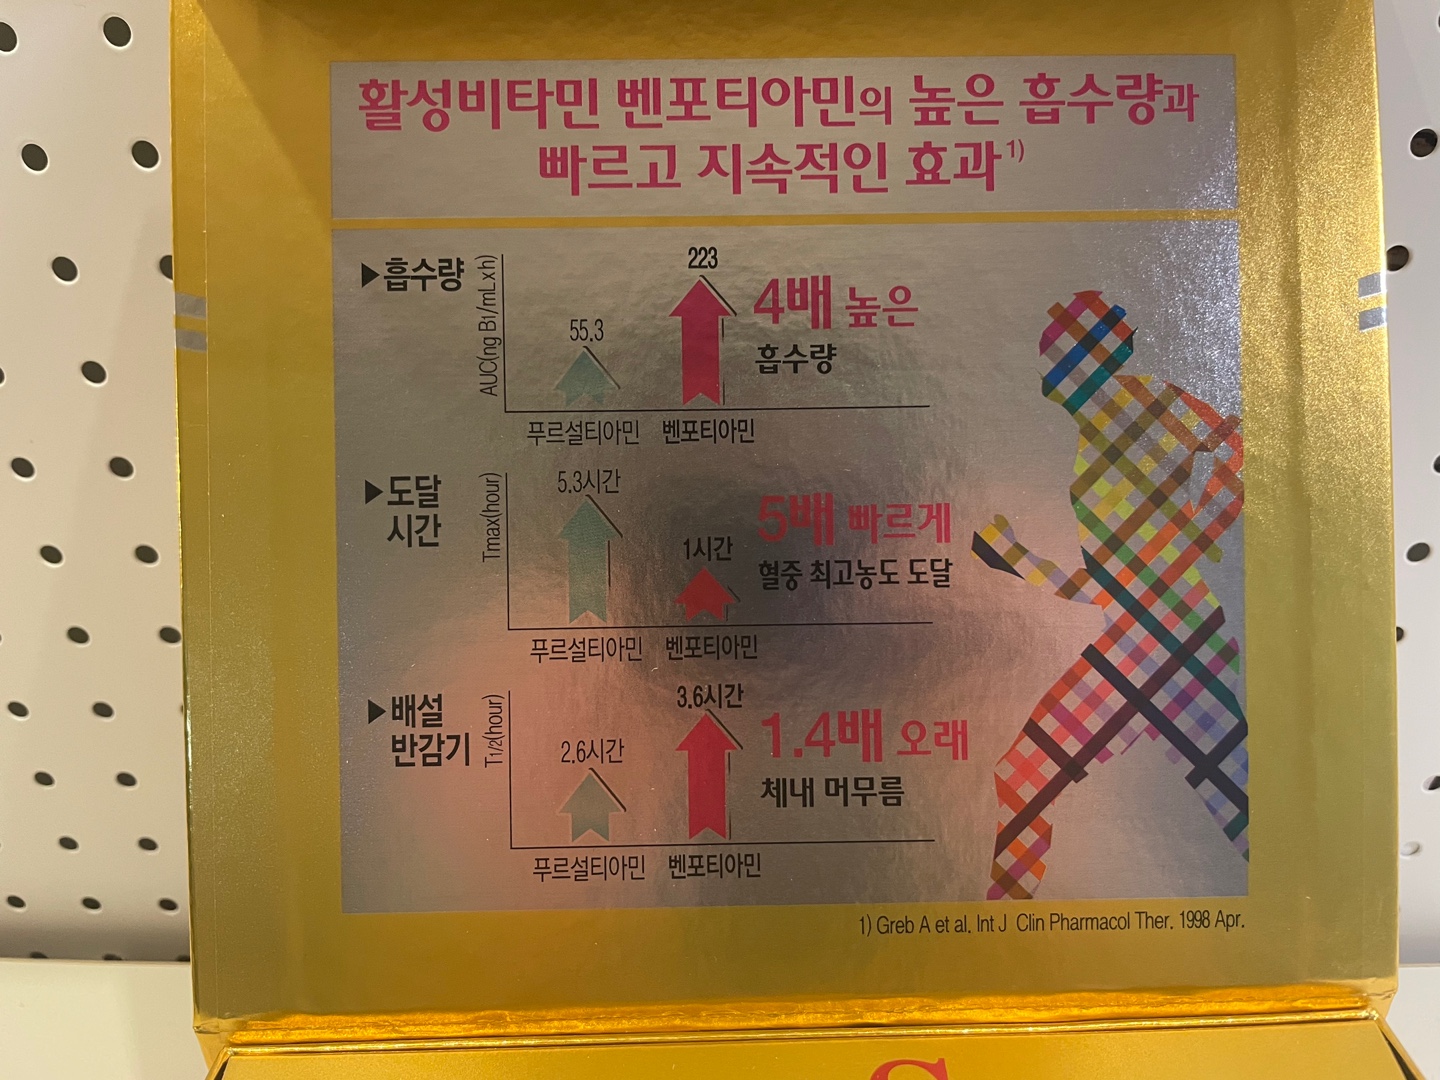 활성비타민 벤포티아민의 높은 흡수량과
빠르고 지속적인 효과1)
▶흡수량
AUC(ng B1/mLxh)
55.3
223
푸르설티아민
벤포티아민
4배 높은
흡수량
▶도달
시간
Tmax(hour)
5.3시간
1시간
푸르설티아민
벤포티아민
5배 빠르게
혈중 최고농도 도달
▶배설
반감기
T1/2(hour)
2.6시간
3.6시간
푸르설티아민
벤포티아민
1.4배 오래
체내 머무름
1) Greb A et al. Int J Clin Pharmacol Ther. 1998 Apr.